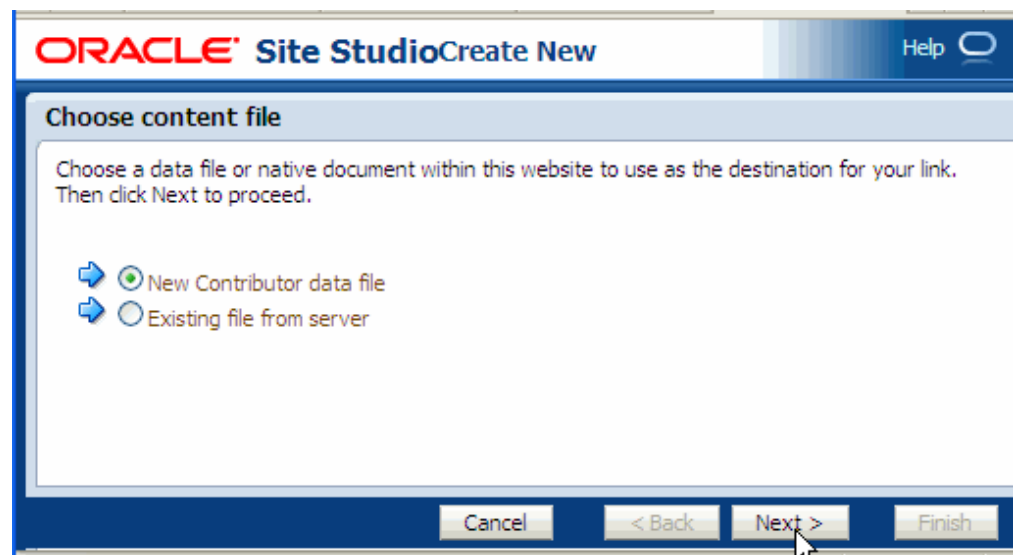 ORACLE Site Studio Create New Help
Choose content file
Choose a data file or native document within this website to use as the destination for your link.
Then click Next to proceed.
New Contributor data file
Existing file from server
Cancel < Back Next > Finish